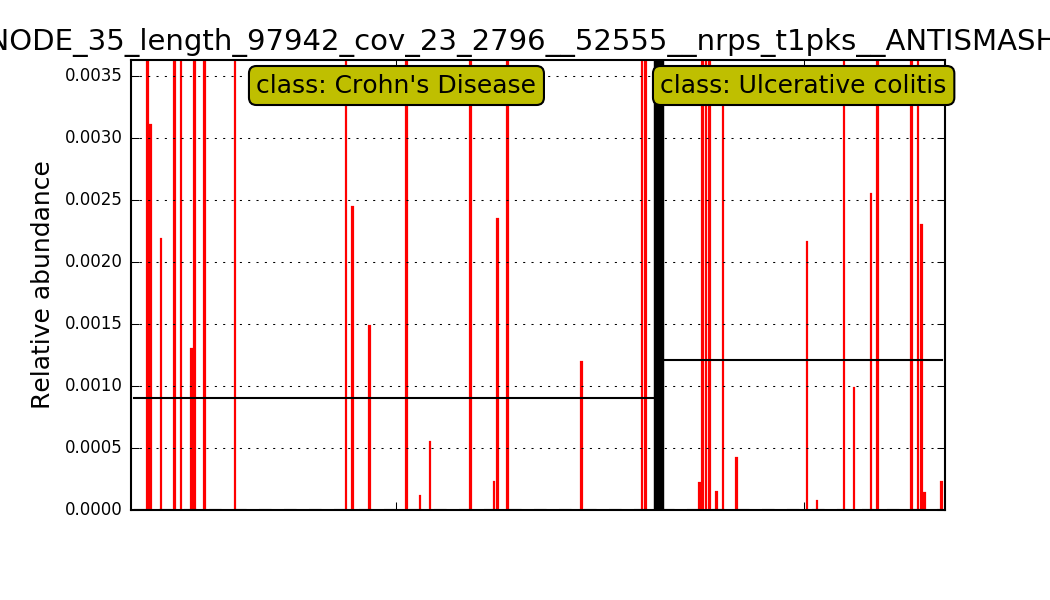 NODE_35_length_97942_cov_23_2796__52555__nrps_t1pks__ANTISMASH
class: Crohn's Disease
class: Ulcerative colitis
Relative abundance
0.0035
0.0030
0.0025
0.0020
0.0015
0.0010
0.0005
0.0000